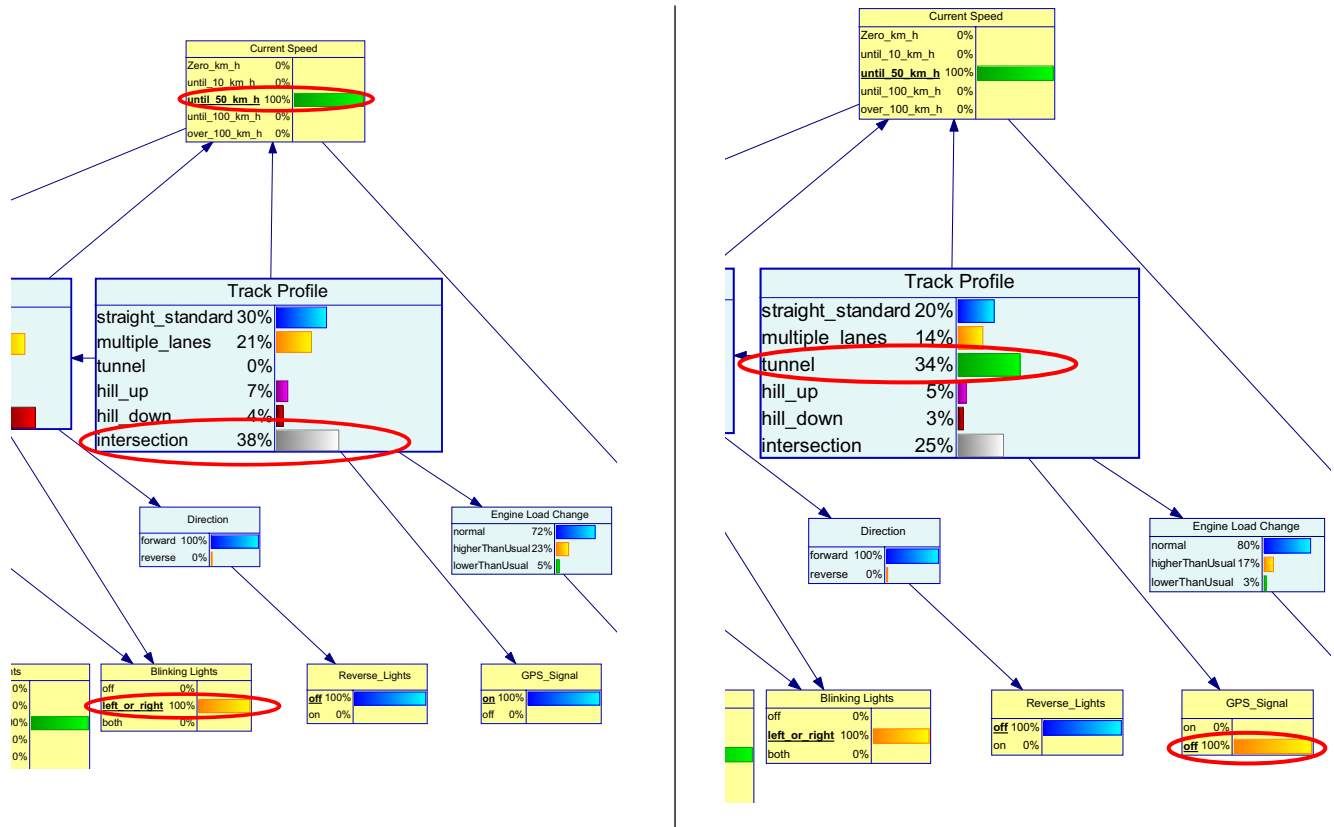 Current Speed
Zero_km_h 0%
until_10_km_h 0%
until_50_km_h 100%
until_100_km_h 0%
over_100_km_h 0%
Track Profile
straight_standard 30%
multiple_lanes 21%
tunnel 0%
hill_up 7%
hill_down 4%
intersection 38%
Direction
forward 100%
reverse 0%
Engine Load Change
normal 72%
higherThanUsual 23%
lowerThanUsual 5%
nts
0%
0%
0%
0%
0%
Blinking Lights
off 0%
left_or_right 100%
both 0%
Reverse_Lights
off 100%
on 0%
GPS_Signal
on 100%
off 0%
Current Speed
Zero_km_h 0%
until_10_km_h 0%
until_50_km_h 100%
until_100_km_h 0%
over_100_km_h 0%
Track Profile
straight_standard 20%
multiple_lanes 14%
tunnel 34%
hill_up 5%
hill_down 3%
intersection 25%
Direction
forward 100%
reverse 0%
Engine Load Change
normal 80%
higherThanUsual 17%
lowerThanUsual 3%
Blinking Lights
off 0%
left_or_right 100%
both 0%
Reverse_Lights
off 100%
on 0%
GPS_Signal
on 0%
off 100%